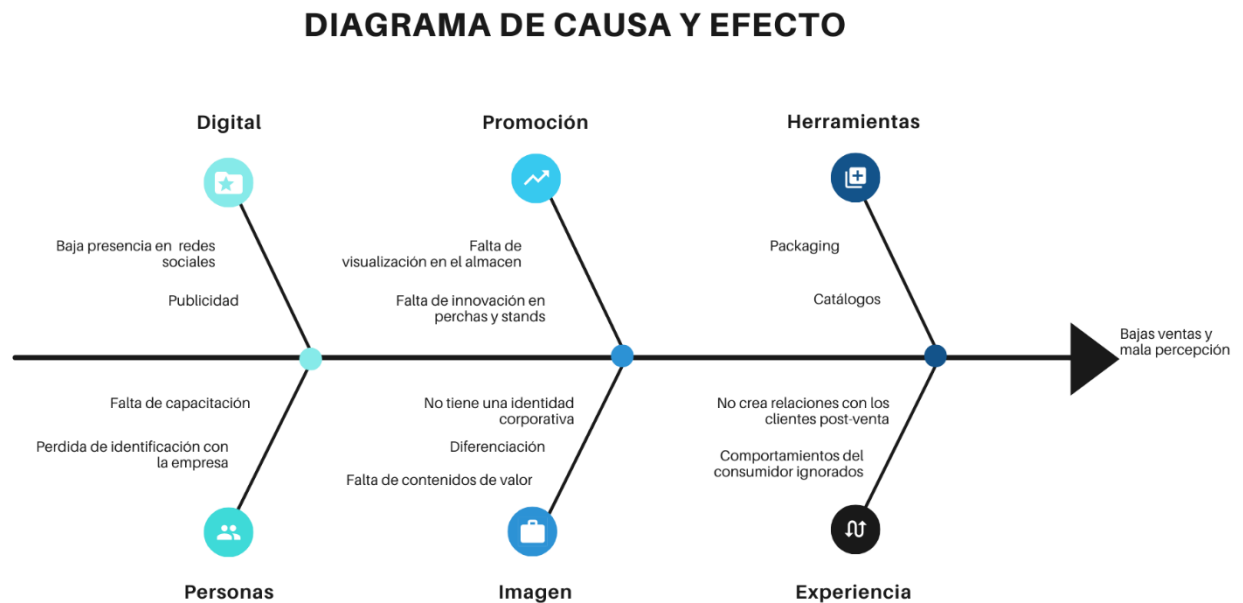 DIAGRAMA DE CAUSA Y EFECTO
Digital
Promoción
Herramientas
Baja presencia en redes
sociales
Publicidad
Falta de
visualización en el almacen
Falta de innovación en
perchas y stands
Packaging
Catálogos
Bajas ventas y
mala percepción
Falta de capacitación
Perdida de identificación con
la empresa
No tiene una identidad
corporativa
Diferenciación
Falta de contenidos de valor
No crea relaciones con los
clientes post-venta
Comportamientos del
consumidor ignorados
Personas
Imagen
Experiencia